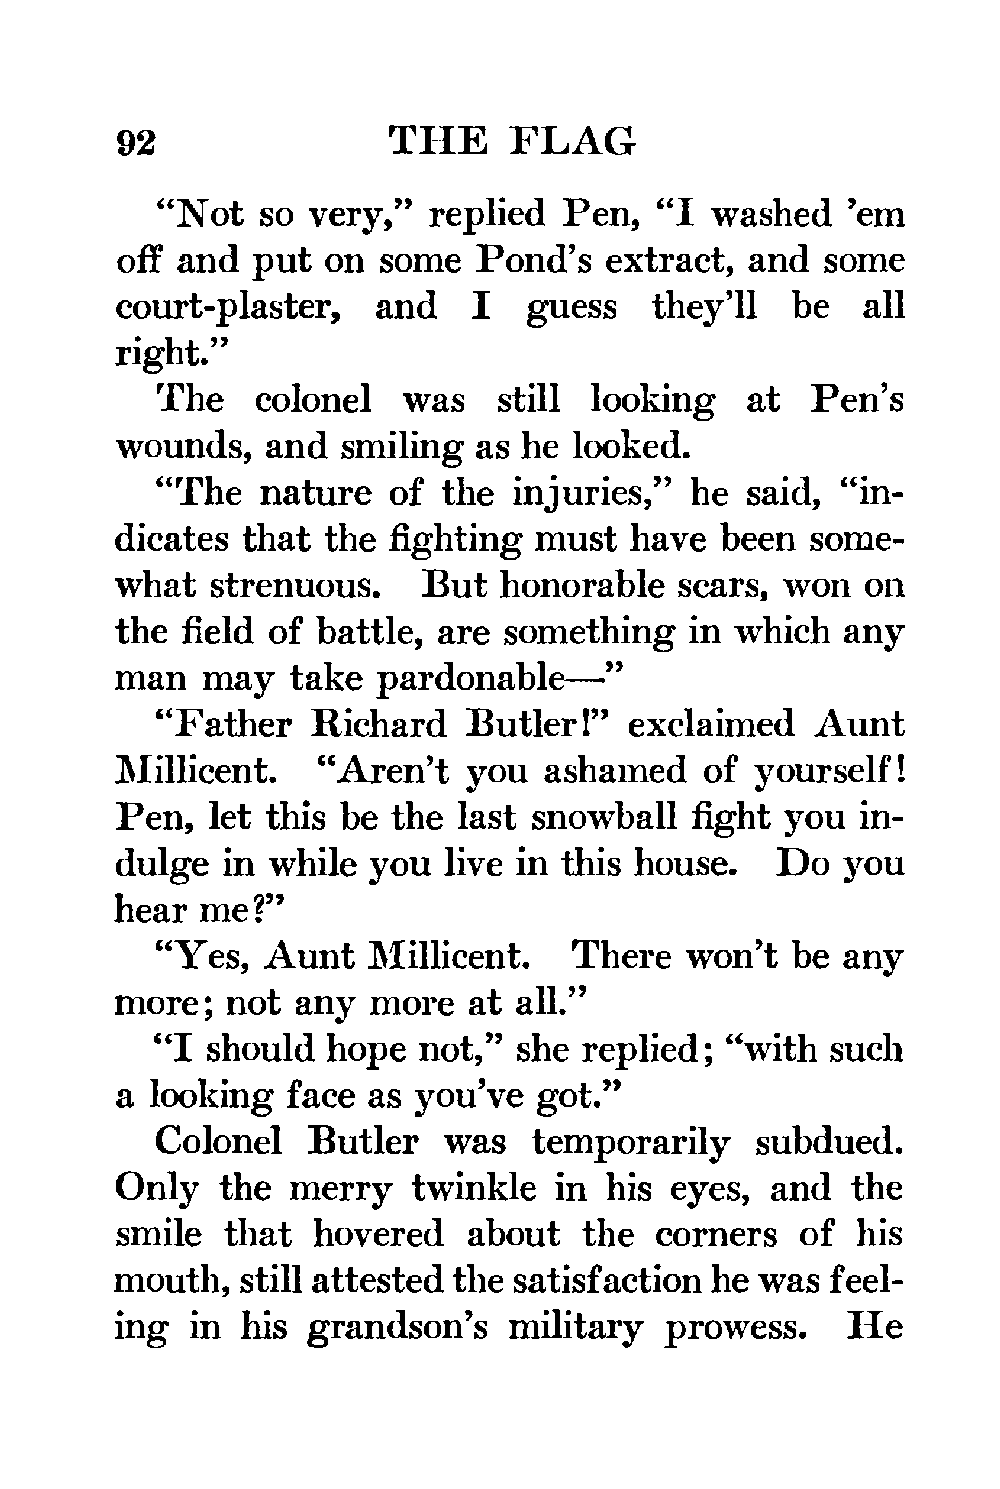 92 THE FLAG
“Not so very,” replied Pen, “I washed ’em
off and put on some Pond’s extract, and some
court-plaster, and I guess they’ll be all
right.”
The colonel was still looking at Pen’s
wounds, and smiling as he looked.
“The nature of the injuries,” he said, “in-
dicates that the fighting must have been some-
what strenuous. But honorable scars, won on
the field of battle, are something in which any
man may take pardonable—”
“Father Richard Butler!” exclaimed Aunt
Millicent. “Aren’t you ashamed of yourself!
Pen, let this be the last snowball fight you in-
dulge in while you live in this house. Do you
hear me?”
“Yes, Aunt Millicent. There won’t be any
more; not any more at all.”
“I should hope not,” she replied; “with such
a looking face as you’ve got.”
Colonel Butler was temporarily subdued.
Only the merry twinkle in his eyes, and the
smile that hovered about the corners of his
mouth, still attested the satisfaction he was feel-
ing in his grandson’s military prowess. He